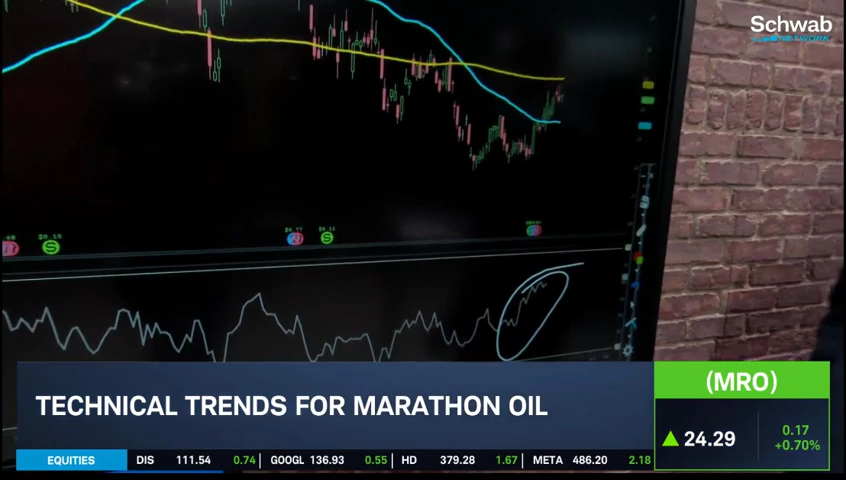 Schwab
NETWORK
TECHNICAL TRENDS FOR MARATHON OIL
(MRO)
24.29
0.17
+0.70%
EQUITIES DIS 111.54 0.74 GOOGL 136.93 0.55 HD 379.28 1.67 META 486.20 2.18